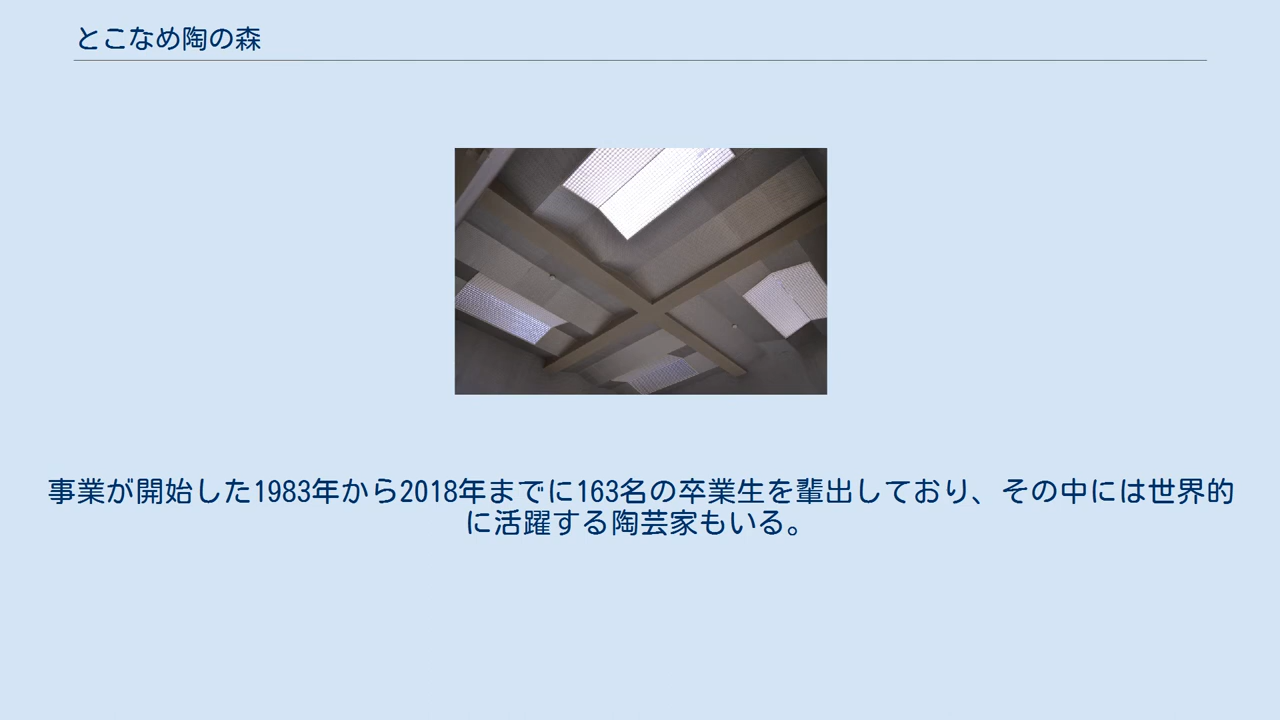 とこなめ陶の森
事業が開始した1983年から2018年までに163名の卒業生を輩出しており、その中には世界的
に活躍する陶芸家もいる。